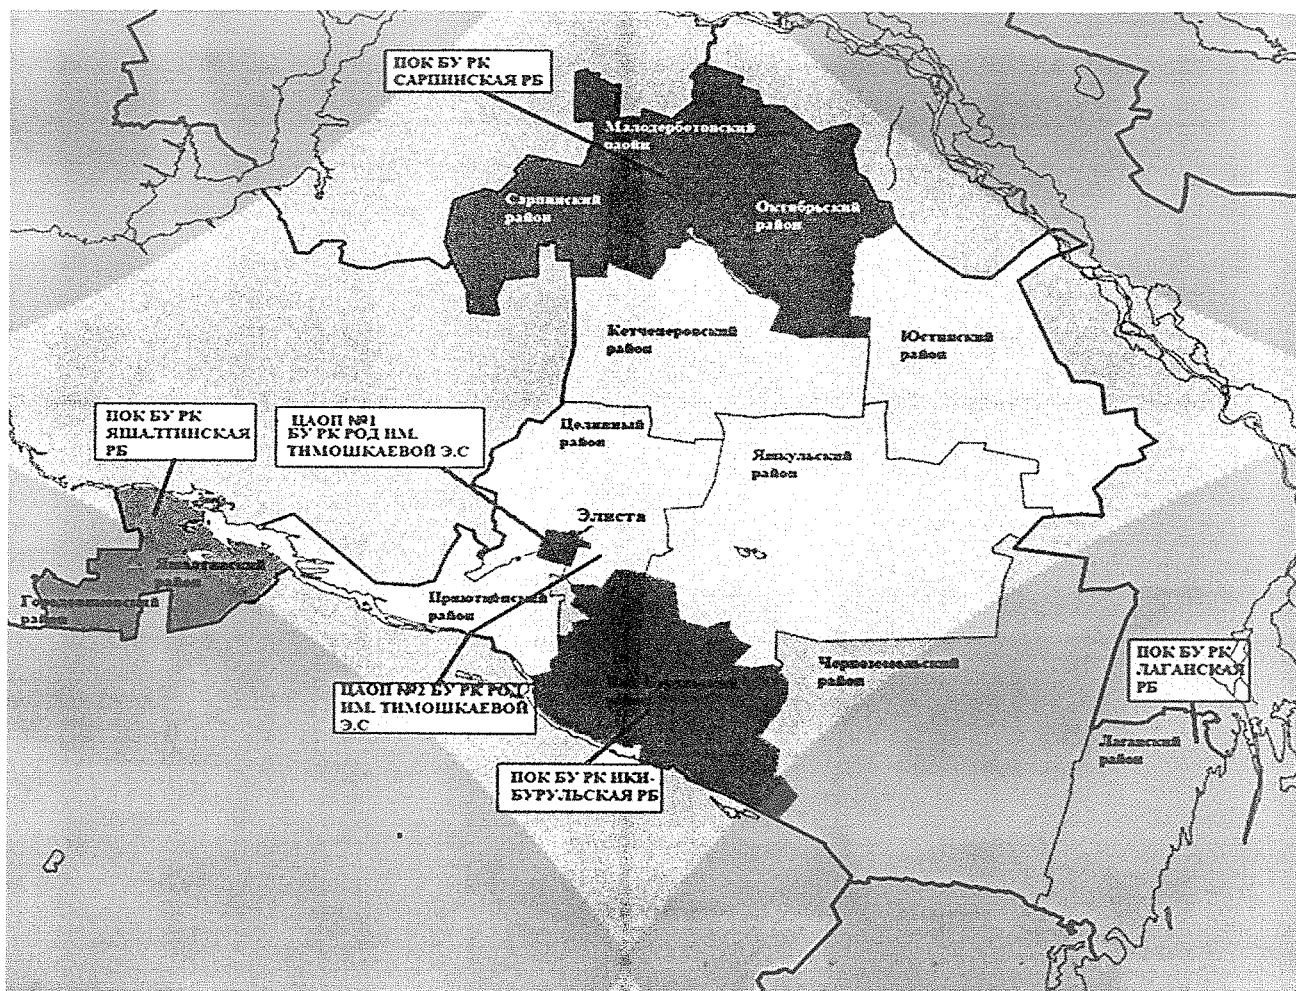 ПОК БУ РК
САРПИНСКАЯ РБ
Малодербетовский
район
Сарпинский
район
Октябрьский
район
Кетченеровский
район
Юстинский
район
ПОК БУ РК
ЯШАЛТИНСКАЯ
РБ
ЦАОП №1
БУ РК РОД ИМ.
ТИМОШКАЕВОЙ Э.С
Целинный
район
Яшкульский
район
Элиста
Яшалтинский
район
Городовиковский
район
Приютненский
район
ПОК БУ РК
ЛАГАНСКАЯ
РБ
Черноземельский
район
ЦАОП №2 БУ РК РОД
ИМ. ТИМОШКАЕВОЙ
Э.С
Лаганский
район
ПОК БУ РК ИКИ-
БУРУЛЬСКАЯ РБ